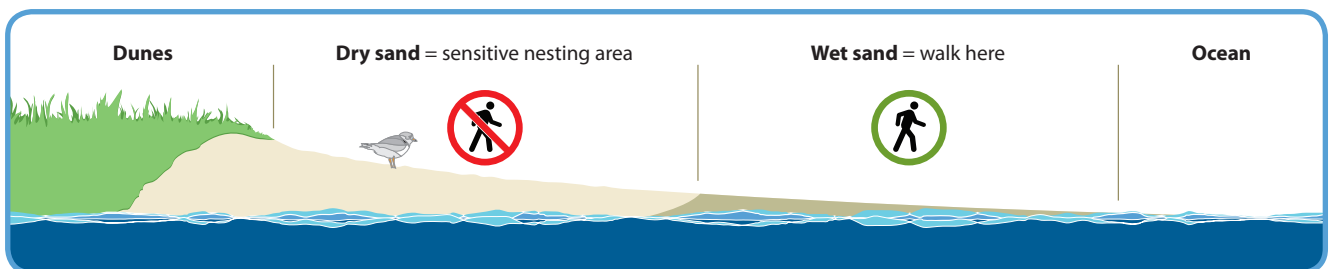 Dunes
Dry sand = sensitive nesting area
Wet sand = walk here
Ocean